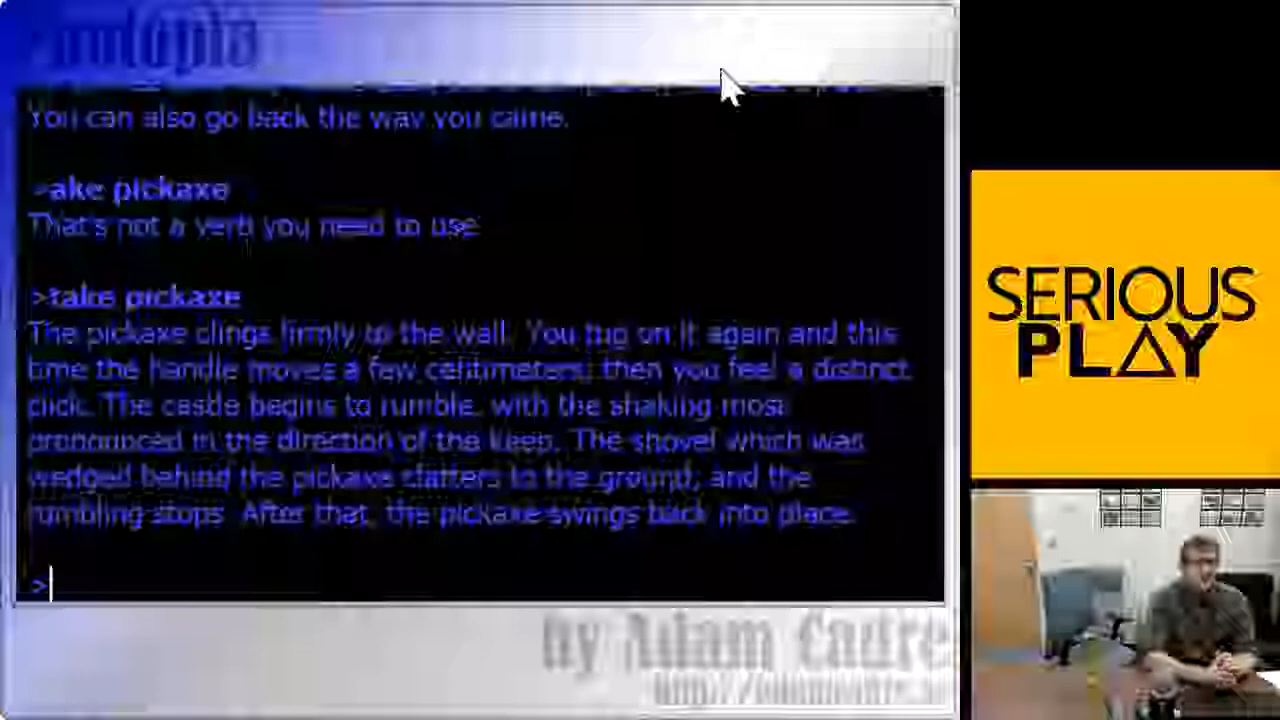 You can also go back the way you came.
>ake pickaxe
That's not a verb you need to use
>take pickaxe
The pickaxe clings firmly to the wall. You tug on it again and this
time the handle moves a few centimeters; then you feel a distinct
click. The castle begins to rumble, with the shaking most
pronounced in the direction of the keep. The shovel which was
wedged behind the pickaxe clatters to the ground, and the
rumbling stops. After that, the pickaxe swings back into place.
>
by Adam Cadre
SERIOUS
PLAY